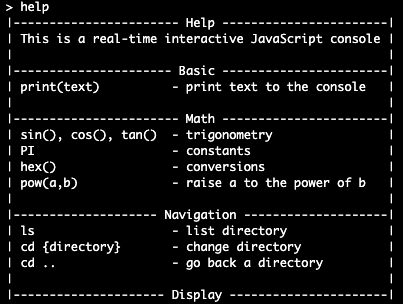 > help
|---------------------- Help ------------------------|
| This is a real-time interactive JavaScript console |
|                                                    |
|---------------------- Basic -----------------------|
| print(text)          - print text to the console   |
|                                                    |
|---------------------- Math ------------------------|
| sin(), cos(), tan()  - trigonometry                |
| PI                   - constants                   |
| hex()                - conversions                 |
| pow(a,b)             - raise a to the power of b   |
|                                                    |
|-------------------- Navigation --------------------|
| ls                   - list directory              |
| cd {directory}       - change directory            |
| cd ..                - go back a directory         |
|                                                    |
|--------------------- Display ----------------------|